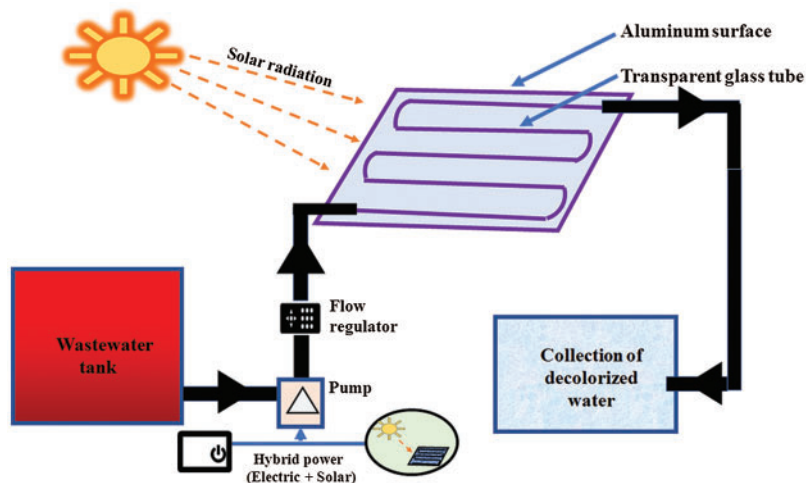 Solar radiation
Aluminum surface
Transparent glass tube
Flow
regulator
Wastewater
tank
Pump
Collection of
decolorized
water
Hybrid power
(Electric + Solar)